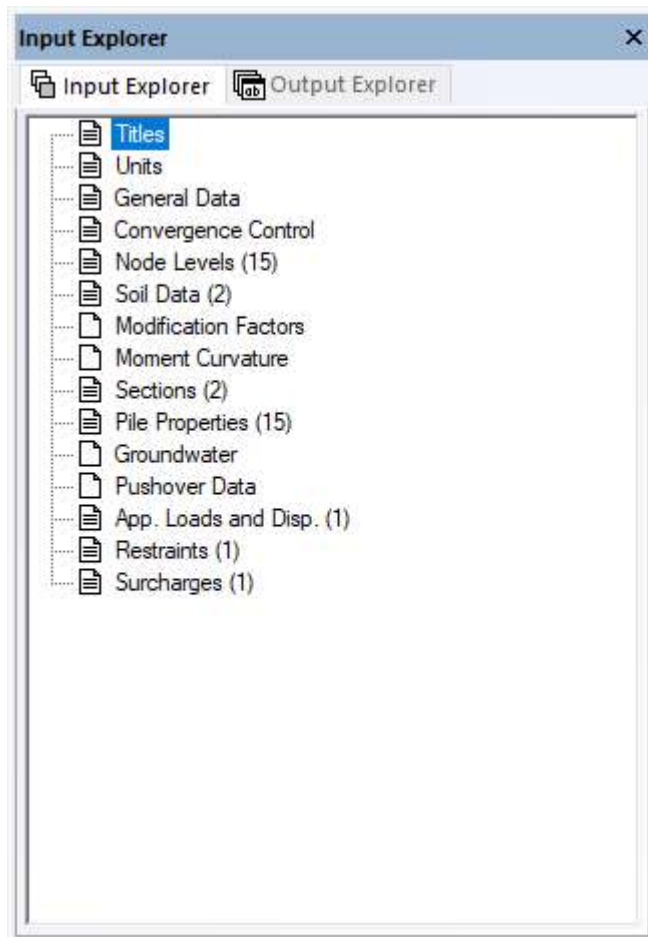 Input Explorer
Input Explorer Output Explorer
Titles
Units
General Data
Convergence Control
Node Levels (15)
Soil Data (2)
Modification Factors
Moment Curvature
Sections (2)
Pile Properties (15)
Groundwater
Pushover Data
App. Loads and Disp. (1)
Restraints (1)
Surcharges (1)